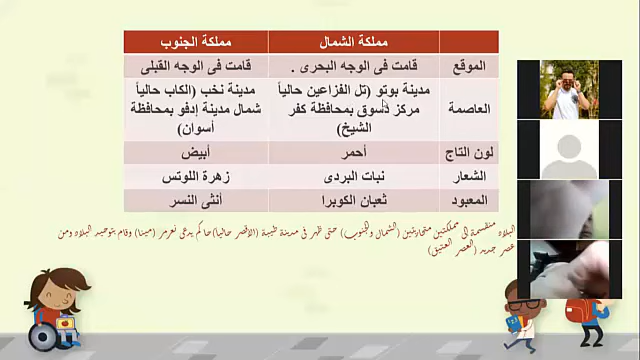 مملكة الشمال مملكة الجنوب
الموقع قامت فى الوجه البحرى . قامت فى الوجه القبلى
العاصمة مدينة بوتو (تل الفراعين حالياً مركز دسوق بمحافظة كفر الشيخ) مدينة نخب (الكاب حالياً شمال مدينة إدفو بمحافظة أسوان)
لون التاج أحمر أبيض
الشعار نبات البردى زهرة اللوتس
المعبود ثعبان الكوبرا أنثى النسر
البلاد منقسمة إلى مملكتين متحاربتين (الشمال والجنوب) حتى ظهر فى مدينة طيبة (الأقصر حاليا) حاكم يدعى نعرمر (مينا) وقام بتوحيد البلاد ومن
عصر جديد (العصر العتيق)